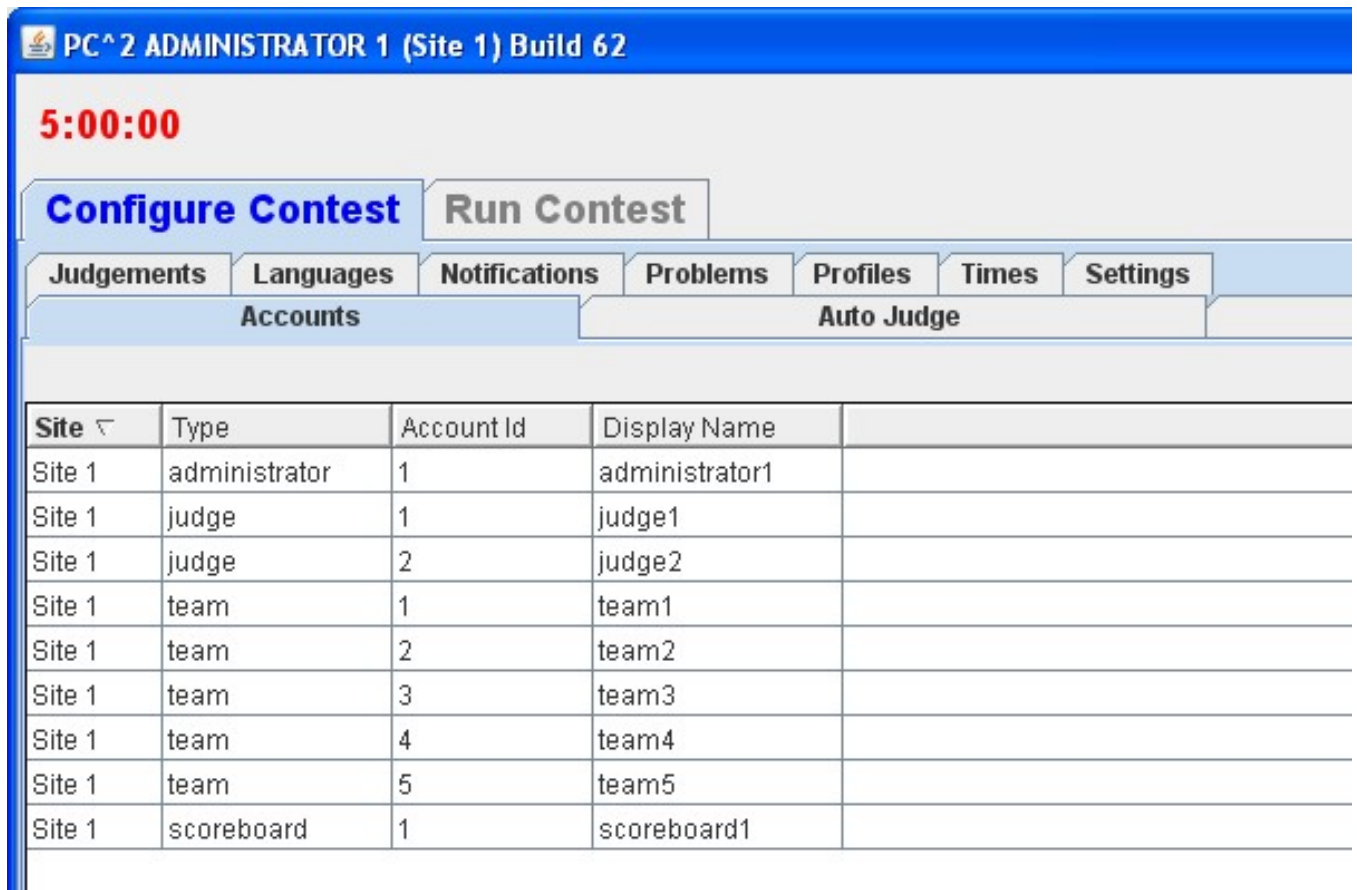 PC^2 ADMINISTRATOR 1 (Site 1) Build 62
5:00:00
Configure Contest Run Contest
Judgements Languages Notifications Problems Profiles Times Settings
Accounts Auto Judge
Site Type Account Id Display Name
Site 1 administrator 1 administrator1
Site 1 judge 1 judge1
Site 1 judge 2 judge2
Site 1 team 1 team1
Site 1 team 2 team2
Site 1 team 3 team3
Site 1 team 4 team4
Site 1 team 5 team5
Site 1 scoreboard 1 scoreboard1